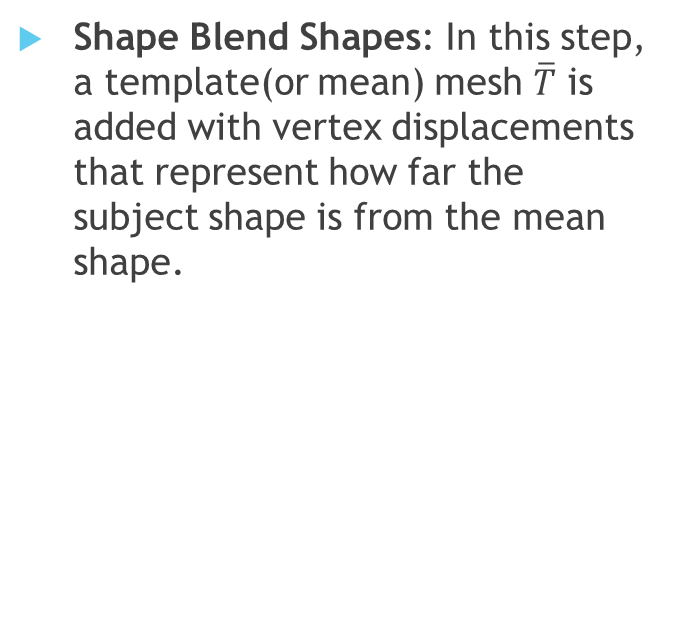 Shape Blend Shapes: In this step,
a template(or mean) mesh T̅ is
added with vertex displacements
that represent how far the
subject shape is from the mean
shape.